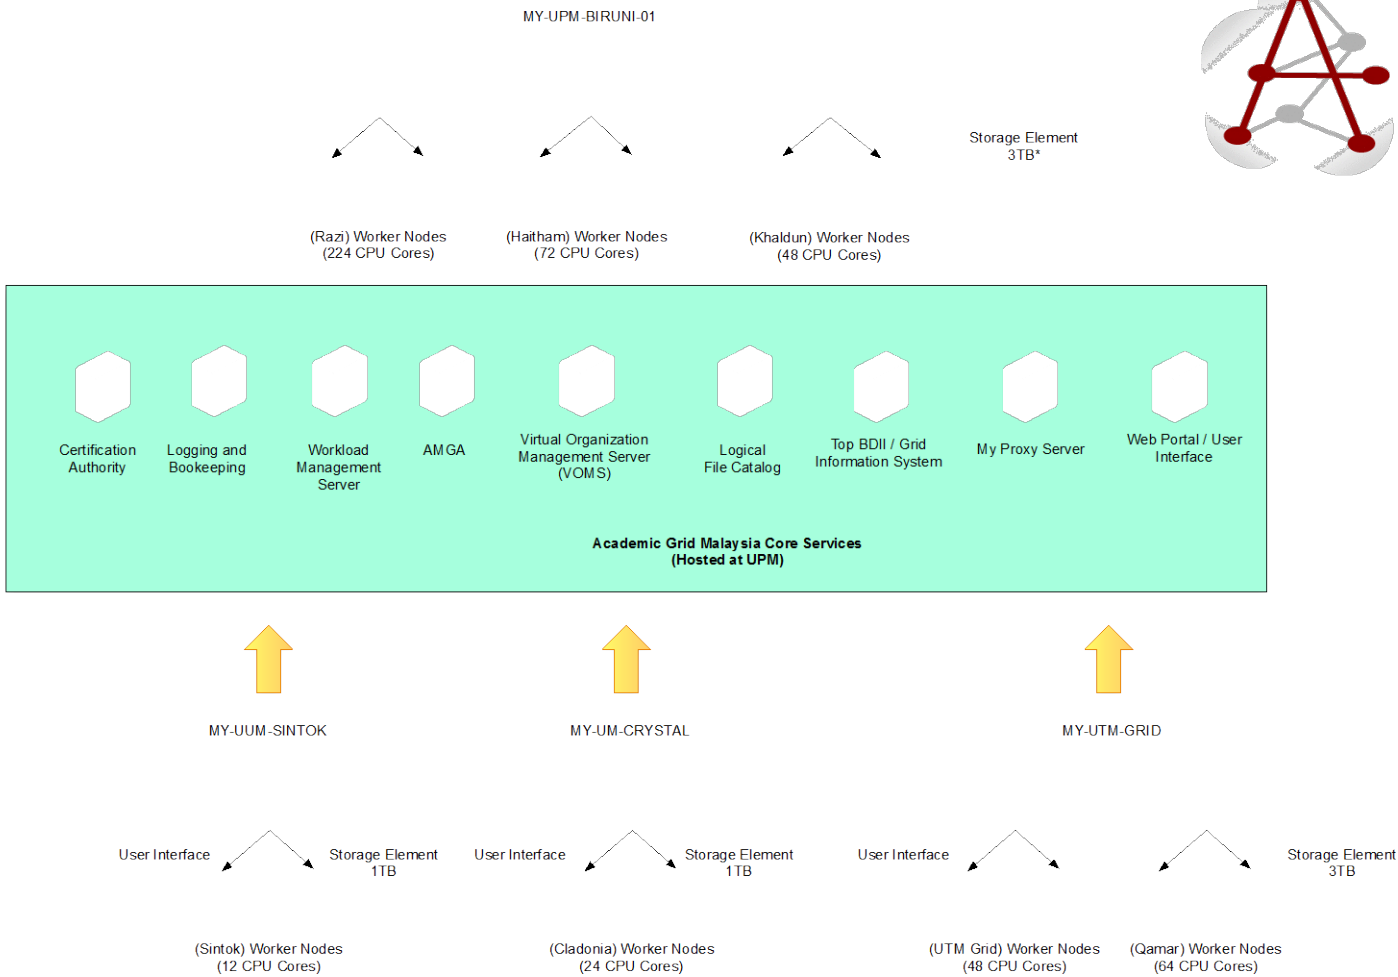 MY-UPM-BIRUNI-01
Storage Element
3TB*
(Razi) Worker Nodes
(224 CPU Cores)
(Haitham) Worker Nodes
(72 CPU Cores)
(Khaldun) Worker Nodes
(48 CPU Cores)
Certification
Authority
Logging and
Bookeeping
Workload
Management
Server
AMGA
Virtual Organization
Management Server
(VOMS)
Logical
File Catalog
Top BDII / Grid
Information System
My Proxy Server
Web Portal / User
Interface
Academic Grid Malaysia Core Services
(Hosted at UPM)
MY-UUM-SINTOK
MY-UM-CRYSTAL
MY-UTM-GRID
User Interface
Storage Element
1TB
User Interface
Storage Element
1TB
User Interface
Storage Element
3TB
(Sintok) Worker Nodes
(12 CPU Cores)
(Cladonia) Worker Nodes
(24 CPU Cores)
(UTM Grid) Worker Nodes
(48 CPU Cores)
(Qamar) Worker Nodes
(64 CPU Cores)